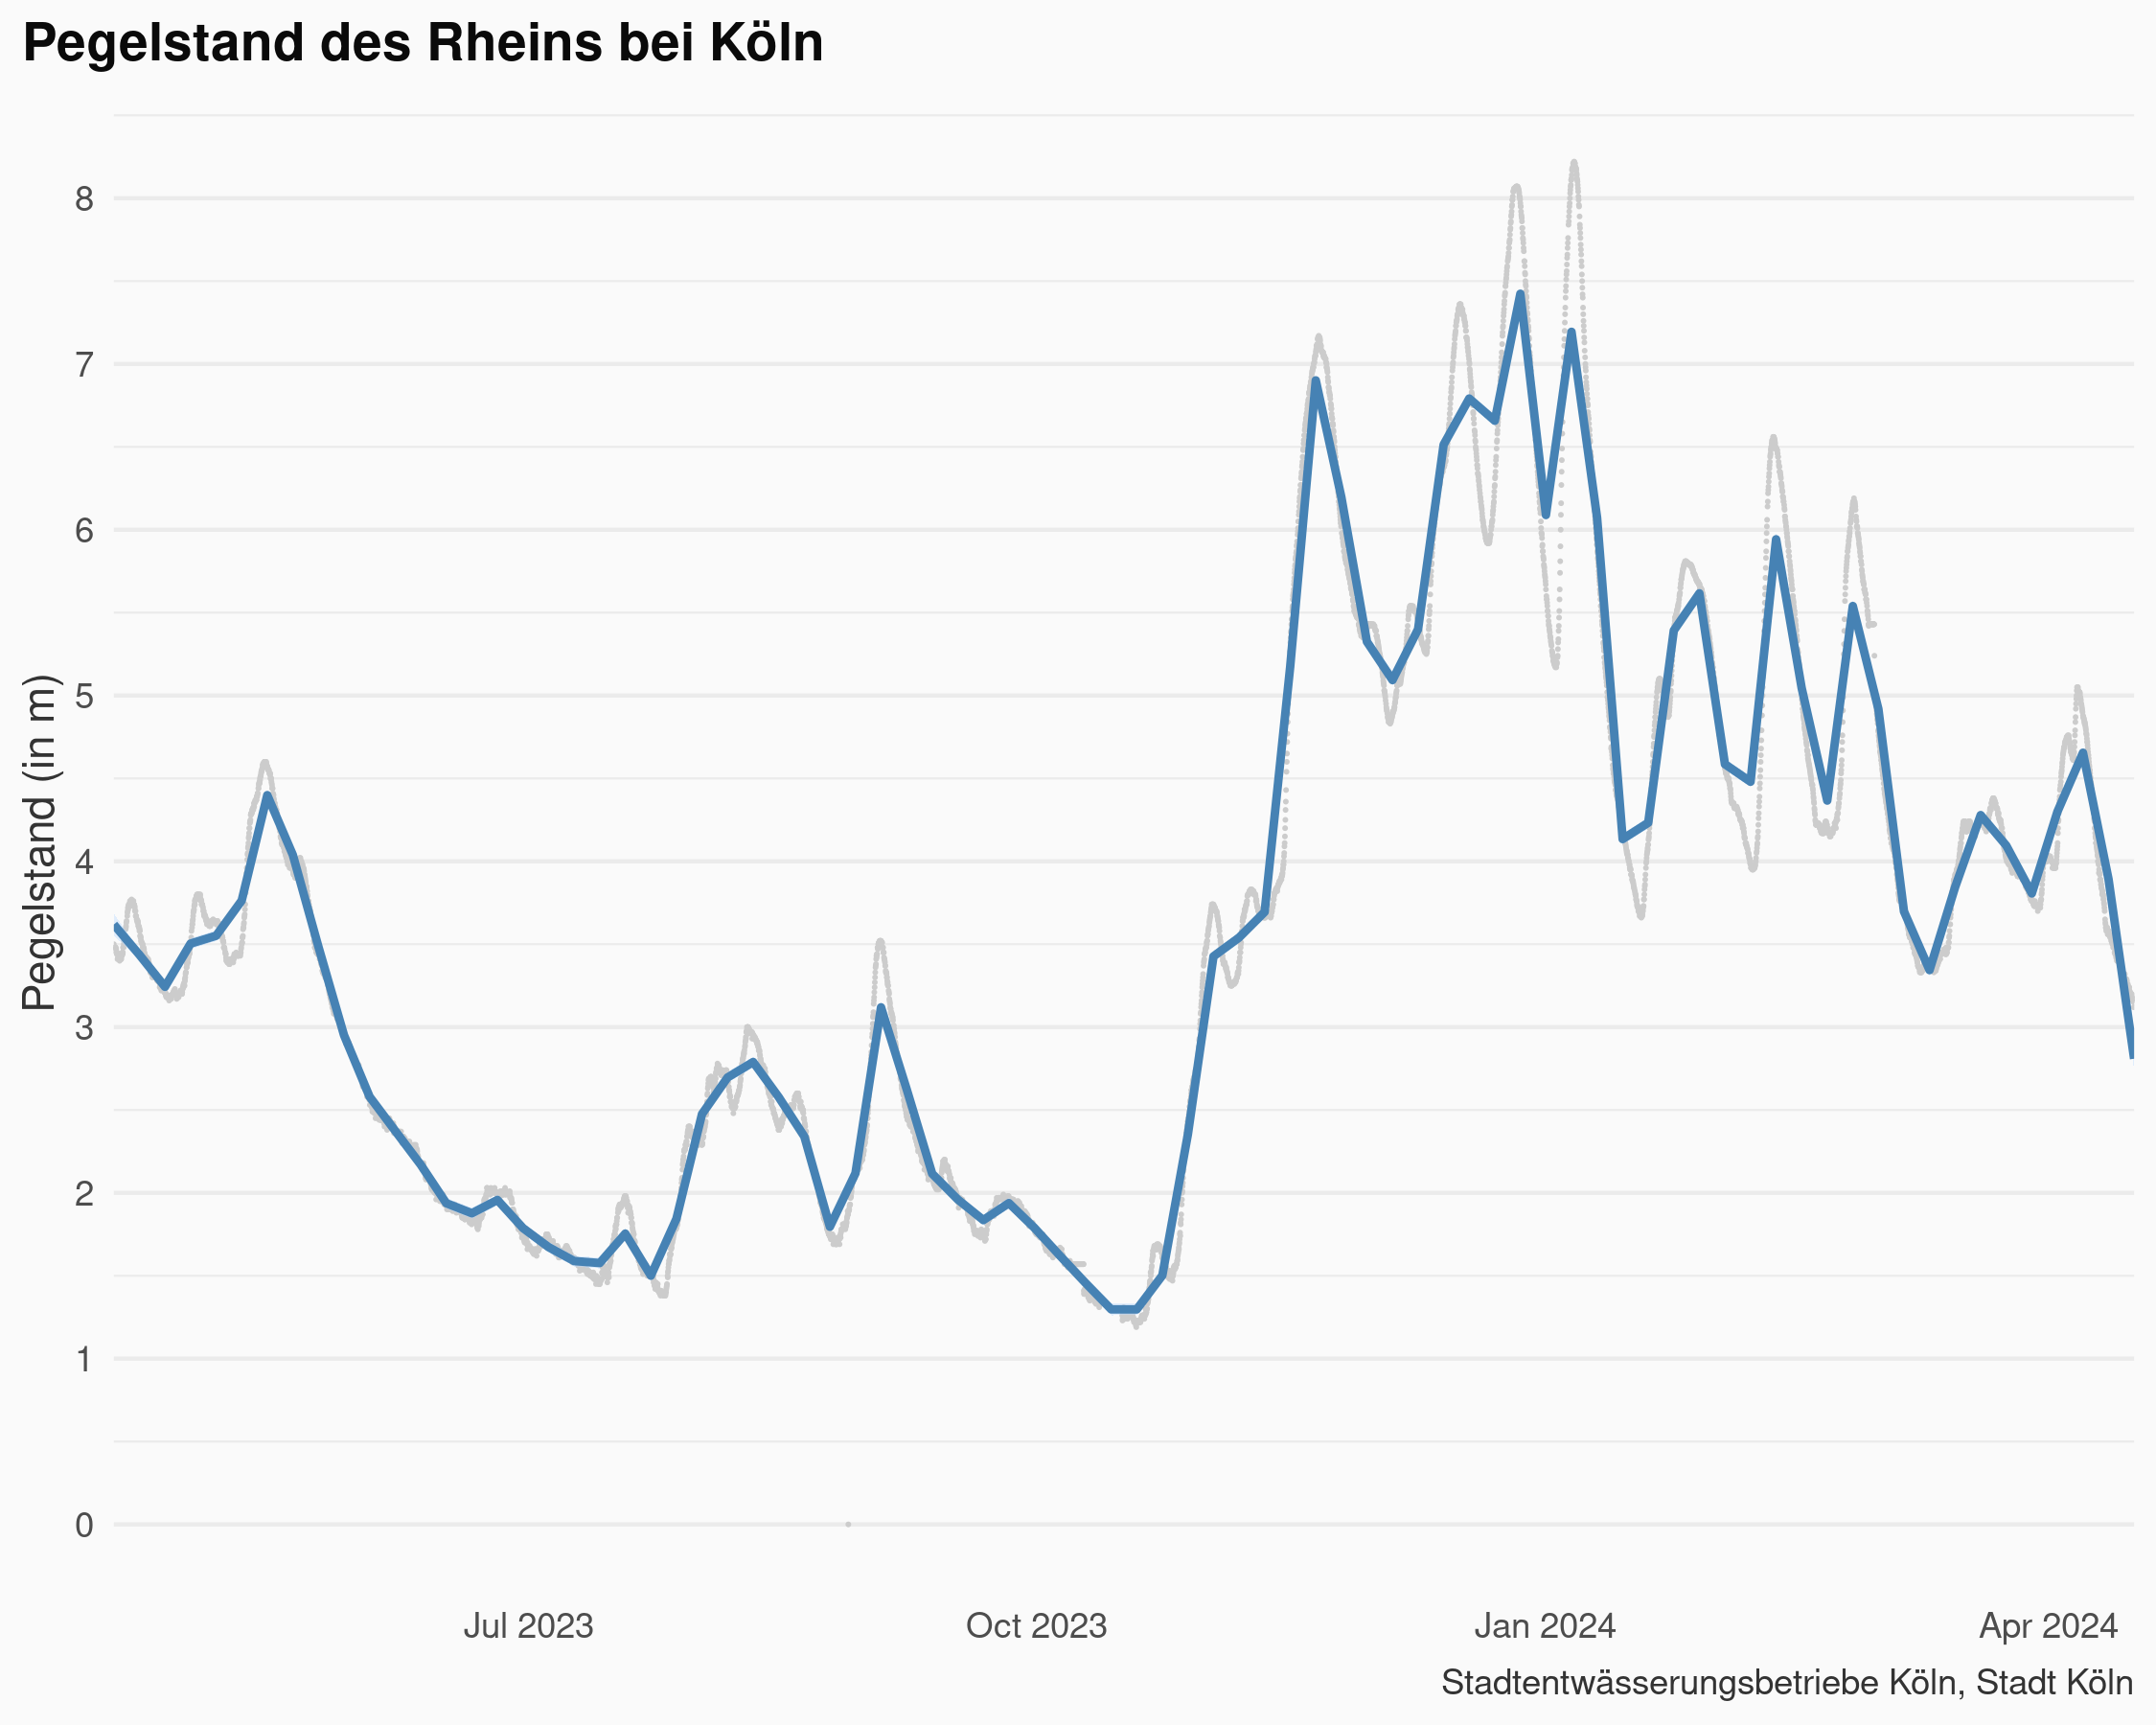 Pegelstand des Rheins bei Köln
Pegelstand (in m)
8
7
6
5
4
3
2
1
0
Jul 2023 Oct 2023 Jan 2024 Apr 2024
Stadtentwässerungsbetriebe Köln, Stadt Köln